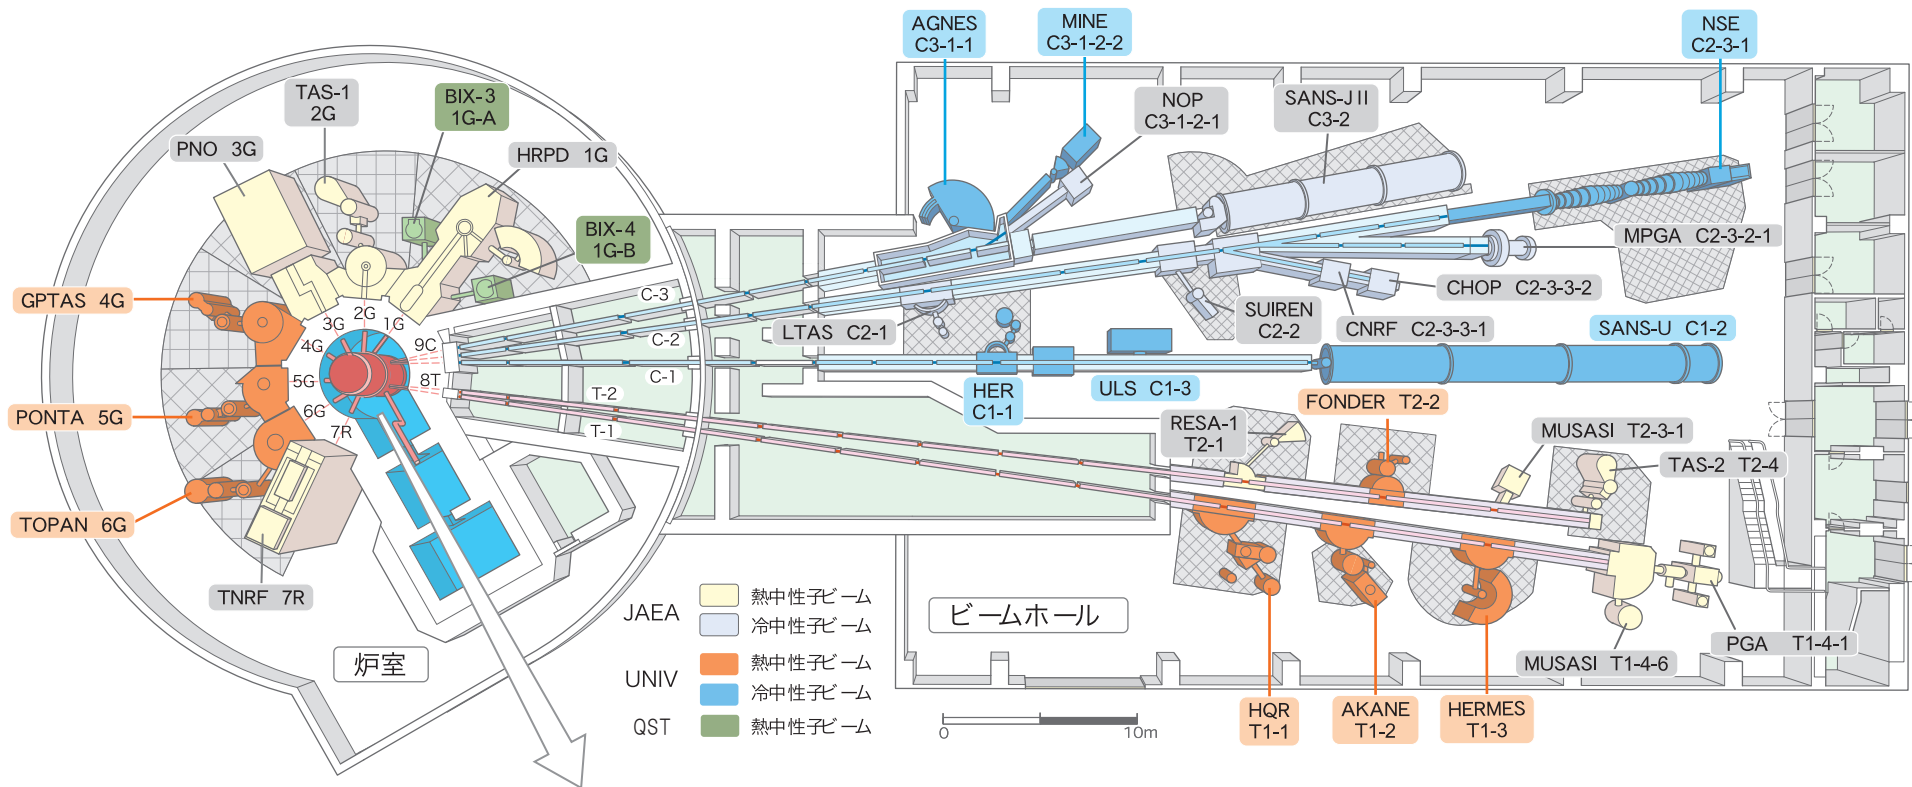 AGNES
C3-1-1
MINE
C3-1-2-2
NSE
C2-3-1
TAS-1
2G
BIX-3
1G-A
NOP
C3-1-2-1
SANS-J II
C3-2
PNO 3G
HRPD 1G
BIX-4
1G-B
MPGA C2-3-2-1
CHOP C2-3-3-2
GPTAS 4G
C-3
SUIREN
C2-2
CNRF C2-3-3-1
SANS-U C1-2
LTAS C2-1
3G
2G
1G
4G
9C
C-2
5G
8T
C-1
6G
7R
T-2
T-1
HER
C1-1
ULS C1-3
FONDER T2-2
PONTA 5G
RESA-1
T2-1
MUSASI T2-3-1
TAS-2 T2-4
TOPAN 6G
TNRF 7R
炉室
JAEA
熱中性子ビーム
冷中性子ビーム
UNIV
熱中性子ビーム
冷中性子ビーム
QST
熱中性子ビーム
ビームホール
0
10m
PGA T1-4-1
MUSASI T1-4-6
HQR
T1-1
AKANE
T1-2
HERMES
T1-3